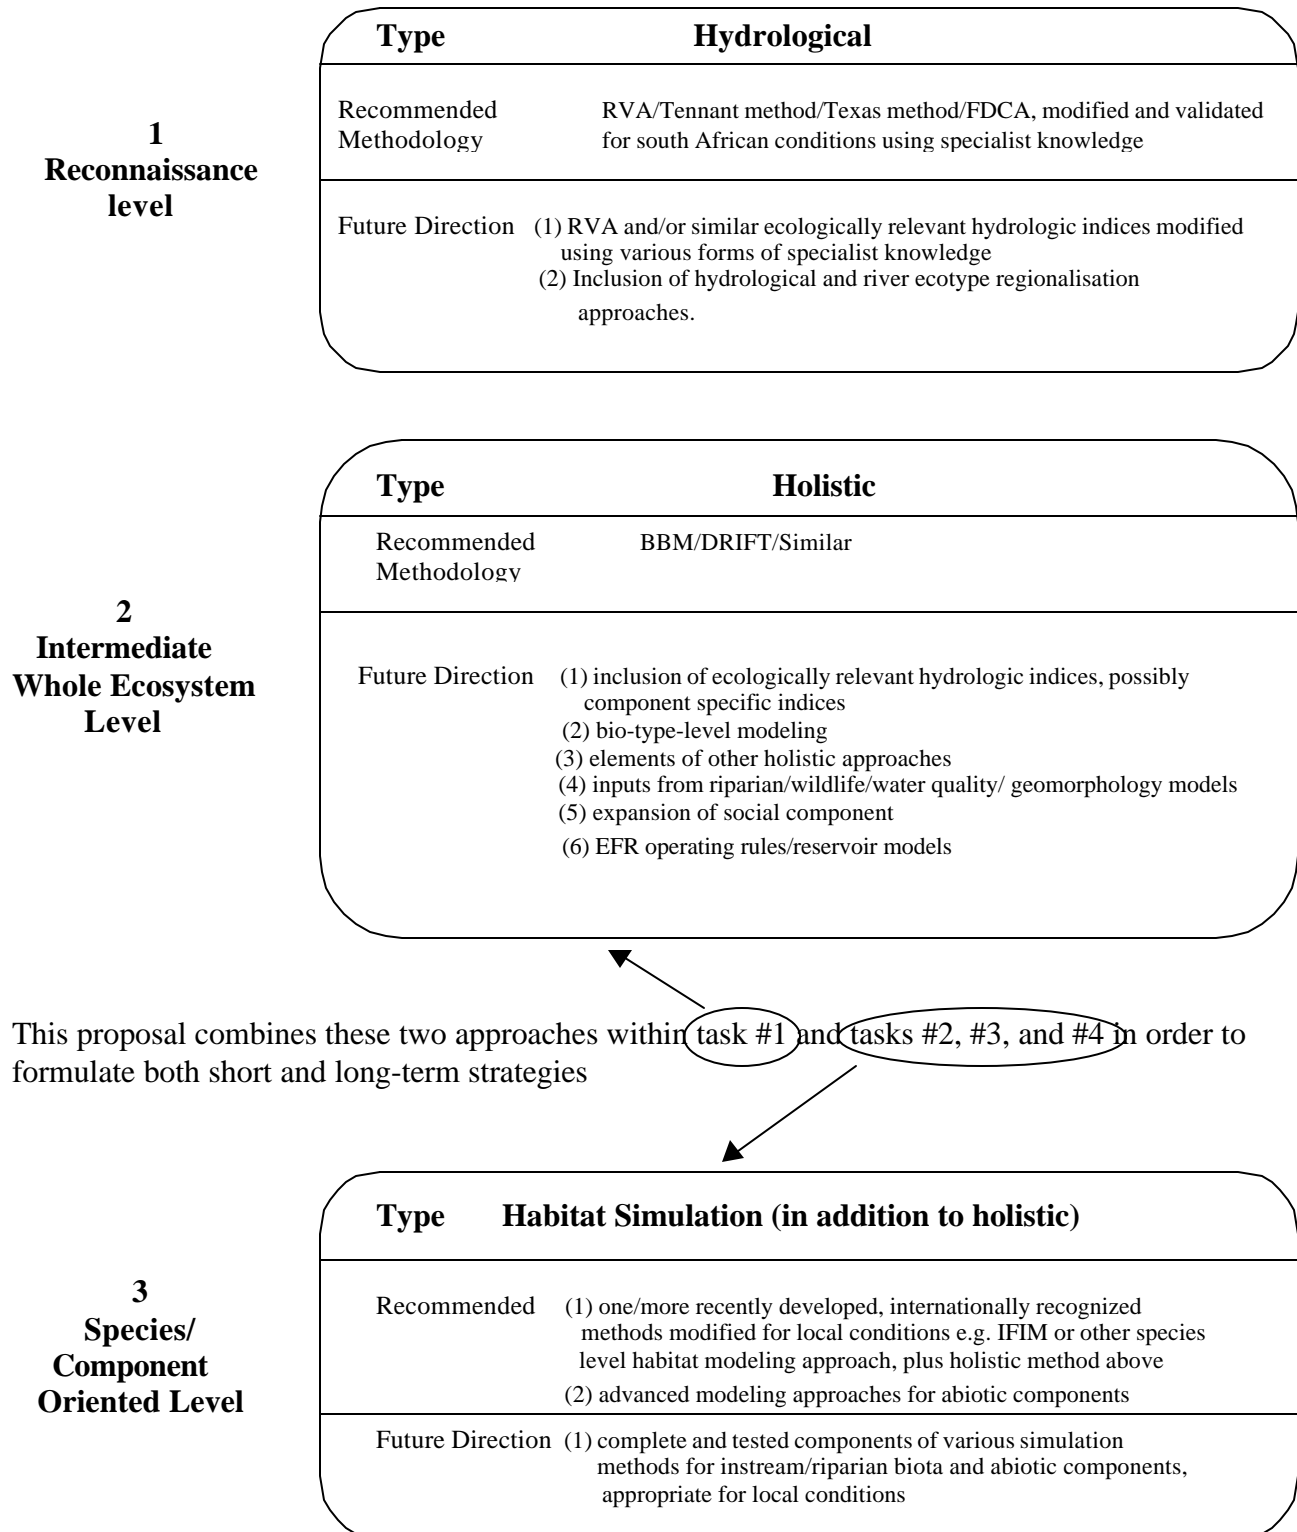 Type Hydrological
1
Reconnaissance
level
Recommended RVA/Tennant method/Texas method/FDCA, modified and validated
Methodology for south African conditions using specialist knowledge
Future Direction (1) RVA and/or similar ecologically relevant hydrologic indices modified
using various forms of specialist knowledge
(2) Inclusion of hydrological and river ecotype regionalisation
approaches.
Type Holistic
2
Intermediate
Whole Ecosystem
Level
Recommended BBM/DRIFT/Similar
Methodology
Future Direction (1) inclusion of ecologically relevant hydrologic indices, possibly
component specific indices
(2) bio-type-level modeling
(3) elements of other holistic approaches
(4) inputs from riparian/wildlife/water quality/ geomorphology models
(5) expansion of social component
(6) EFR operating rules/reservoir models
This proposal combines these two approaches within task #1 and tasks #2, #3, and #4 in order to
formulate both short and long-term strategies
Type Habitat Simulation (in addition to holistic)
3
Species/
Component
Oriented Level
Recommended (1) one/more recently developed, internationally recognized
methods modified for local conditions e.g. IFIM or other species
level habitat modeling approach, plus holistic method above
(2) advanced modeling approaches for abiotic components
Future Direction (1) complete and tested components of various simulation
methods for instream/riparian biota and abiotic components,
appropriate for local conditions